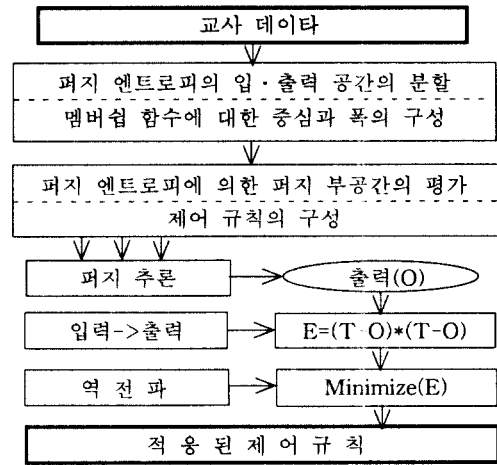 교사 데이타
퍼지 엔트로피의 입·출력 공간의 분할
멤버쉽 함수에 대한 중심과 폭의 구성
퍼지 엔트로피에 의한 퍼지 부공간의 평가
제어 규칙의 구성
퍼지 추론
출력(O)
입력->출력
E=(T-O)*(T-O)
역 전 파
Minimize(E)
적 응 된 제 어 규 칙